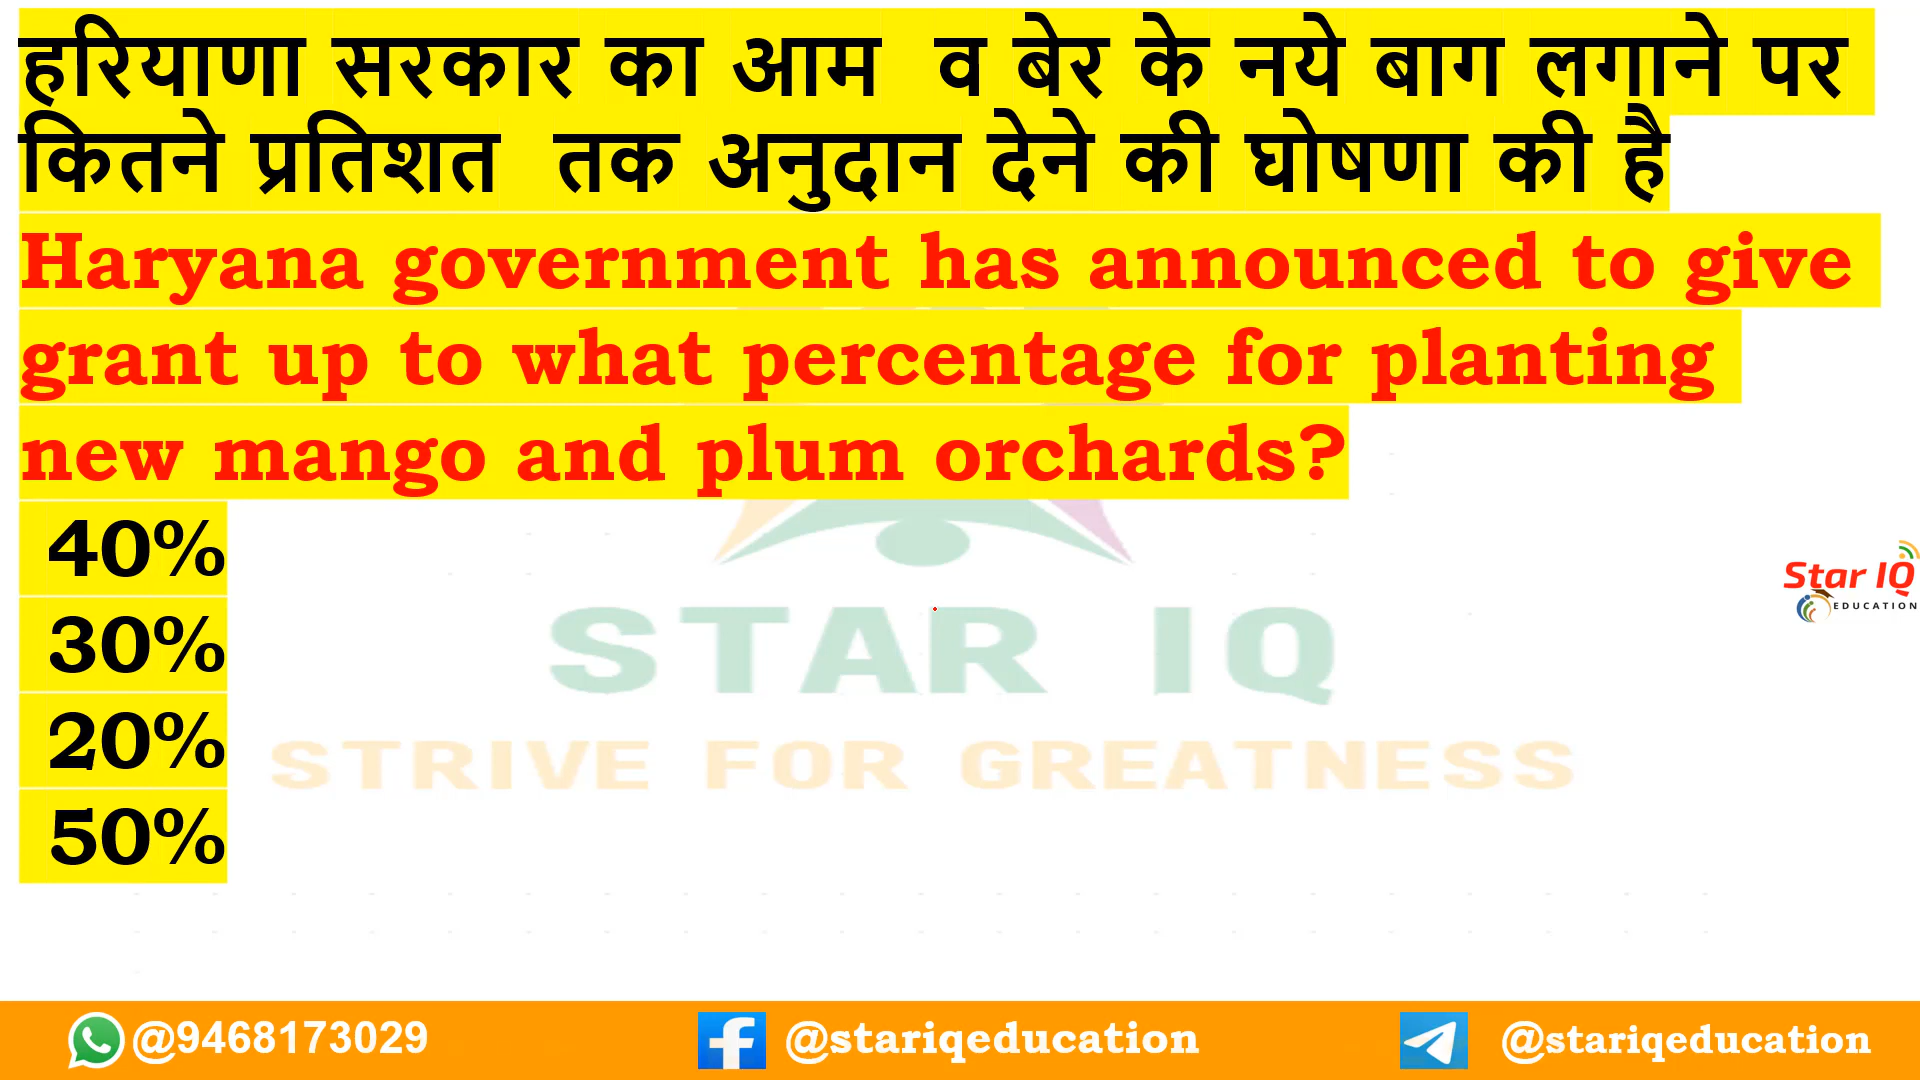 हरियाणा सरकार का आम व बेर के नये बाग लगाने पर
कितने प्रतिशत तक अनुदान देने की घोषणा की है
Haryana government has announced to give
grant up to what percentage for planting
new mango and plum orchards?
40%
30%
20%
50%
STAR IQ
STRIVE FOR GREATNESS
Star IQ
EDUCATION
@9468173029
@stariqeducation
@stariqeducation